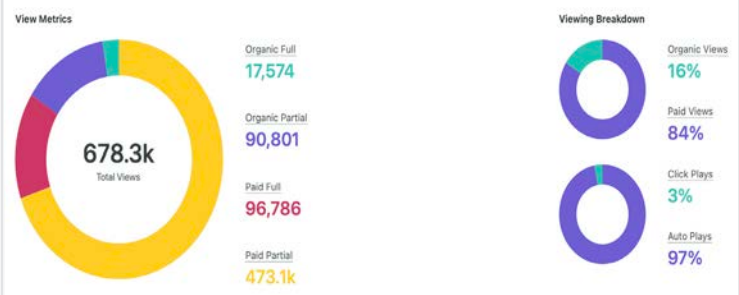 View Metrics
678.3k
Total Views
Organic Full
17,574
Organic Partial
90,801
Paid Full
96,786
Paid Partial
473.1k
Viewing Breakdown
Organic Views
16%
Paid Views
84%
Click Plays
3%
Auto Plays
97%